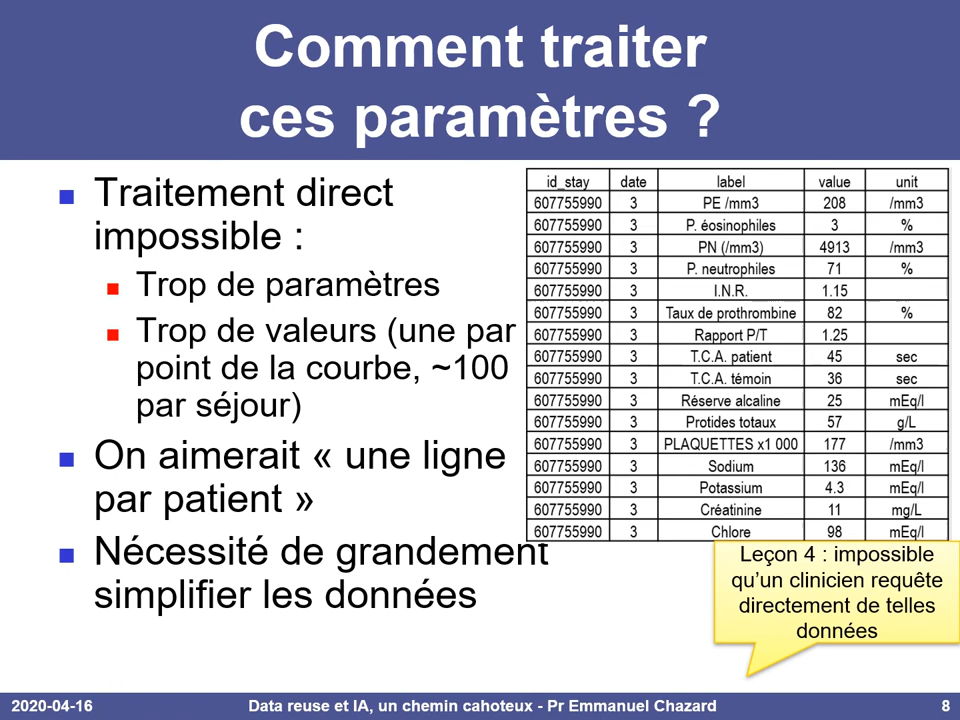 Comment traiter
ces paramètres ?
Traitement direct
impossible :
Trop de paramètres
Trop de valeurs (une par
point de la courbe, ~100
par séjour)
On aimerait « une ligne
par patient »
Nécessité de grandement
simplifier les données
id_stay date label value unit
607755990 3 PE /mm3 208 /mm3
607755990 3 P. éosinophiles 3 %
607755990 3 PN (/mm3) 4913 /mm3
607755990 3 P. neutrophiles 71 %
607755990 3 I.N.R. 1.15
607755990 3 Taux de prothrombine 82 %
607755990 3 Rapport P/T 1.25
607755990 3 T.C.A. patient 45 sec
607755990 3 T.C.A. témoin 36 sec
607755990 3 Réserve alcaline 25 mEq/l
607755990 3 Protides totaux 57 g/L
607755990 3 PLAQUETTES x1 000 177 /mm3
607755990 3 Sodium 136 mEq/l
607755990 3 Potassium 4.3 mEq/l
607755990 3 Créatinine 11 mg/L
607755990 3 Chlore 98 mEq/l
Leçon 4 : impossible
qu'un clinicien requête
directement de telles
données
2020-04-16 Data reuse et IA, un chemin cahoteux - Pr Emmanuel Chazard 8